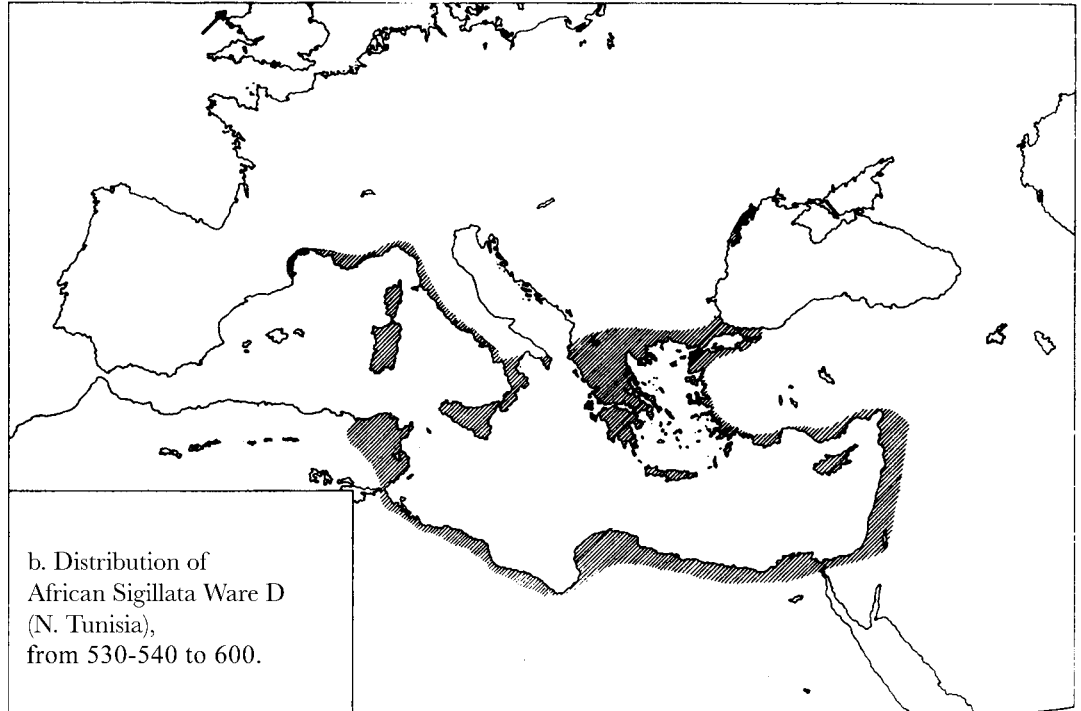 b. Distribution of
African Sigillata Ware D
(N. Tunisia),
from 530-540 to 600.